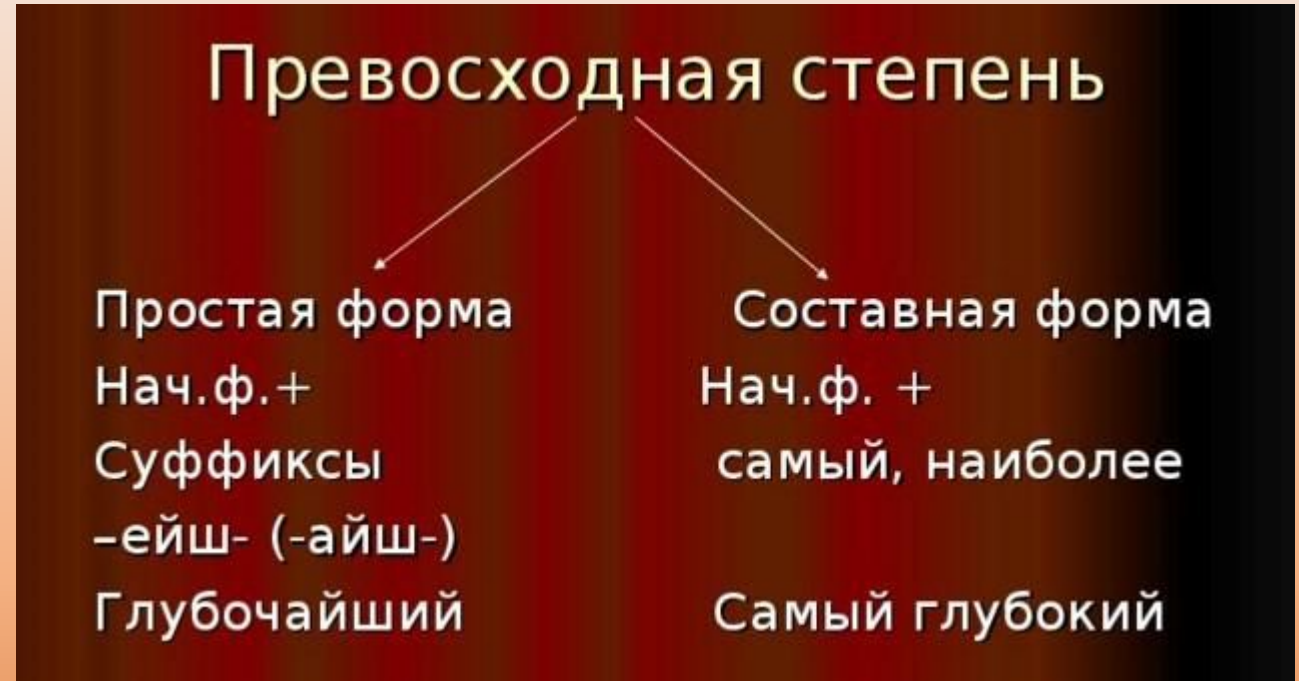 Превосходная степень
Простая форма
Нач.ф.+
Суффиксы
–ейш- (-айш-)
Глубочайший
Составная форма
Нач.ф. +
самый, наиболее
Самый глубокий